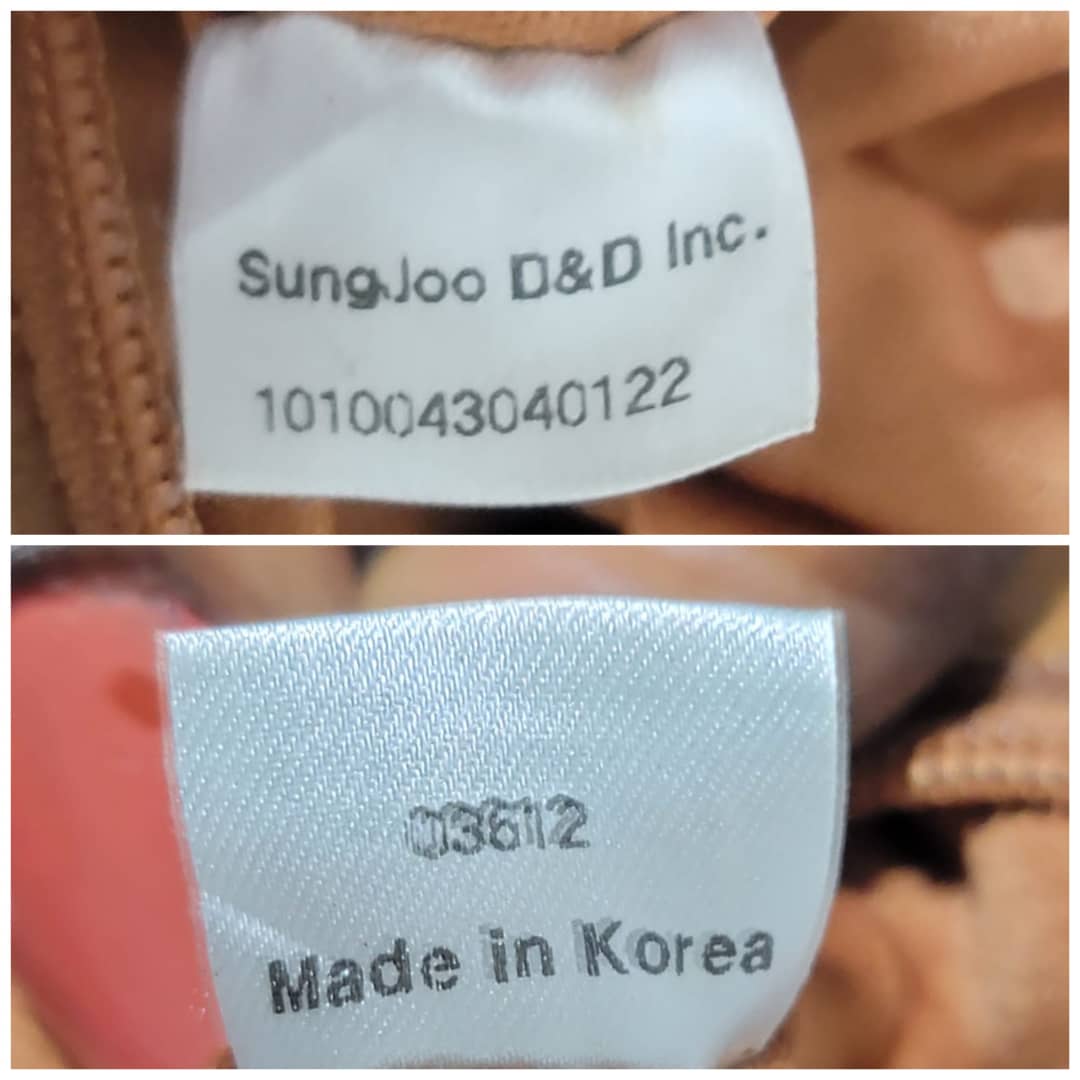 SungJoo D&D Inc.
1010043040122
03612
Made in Korea